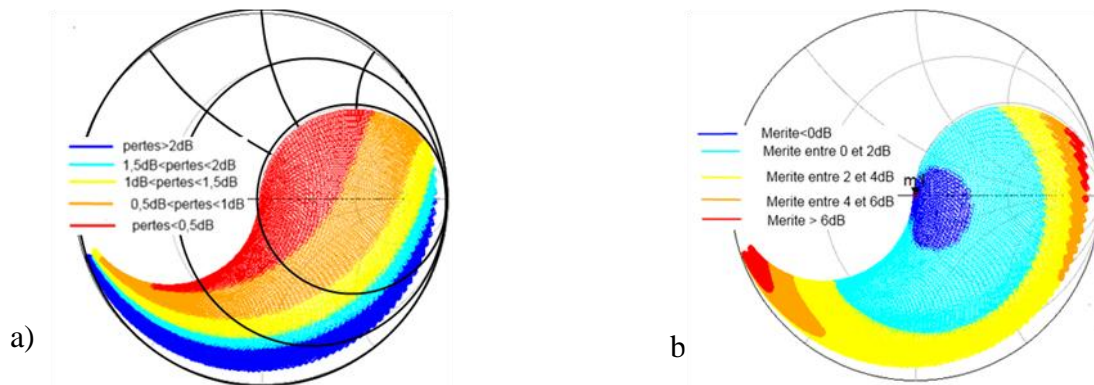 pertes>2dB
1,5dB<pertes<2dB
1dB<pertes<1,5dB
0,5dB<pertes<1dB
pertes<0,5dB
a)
Merite<0dB
Merite entre 0 et 2dB
Merite entre 2 et 4dB
Merite entre 4 et 6dB
Merite > 6dB
b